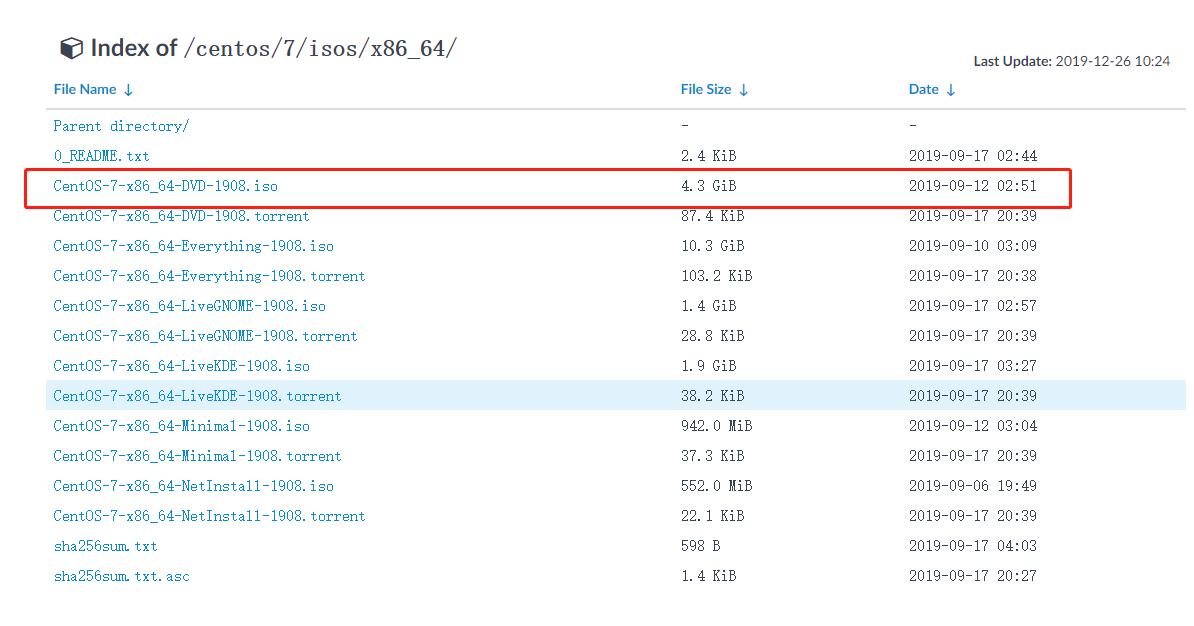 Index of /centos/7/isos/x86_64/
Last Update: 2019-12-26 10:24
File Name ↓ File Size ↓ Date ↓
Parent directory/ - -
0_README.txt 2.4 KiB 2019-09-17 02:44
CentOS-7-x86_64-DVD-1908.iso 4.3 GiB 2019-09-12 02:51
CentOS-7-x86_64-DVD-1908.torrent 87.4 KiB 2019-09-17 20:39
CentOS-7-x86_64-Everything-1908.iso 10.3 GiB 2019-09-10 03:09
CentOS-7-x86_64-Everything-1908.torrent 103.2 KiB 2019-09-17 20:38
CentOS-7-x86_64-LiveGNOME-1908.iso 1.4 GiB 2019-09-17 02:57
CentOS-7-x86_64-LiveGNOME-1908.torrent 28.8 KiB 2019-09-17 20:39
CentOS-7-x86_64-LiveKDE-1908.iso 1.9 GiB 2019-09-17 03:27
CentOS-7-x86_64-LiveKDE-1908.torrent 38.2 KiB 2019-09-17 20:39
CentOS-7-x86_64-Minimal-1908.iso 942.0 MiB 2019-09-12 03:04
CentOS-7-x86_64-Minimal-1908.torrent 37.3 KiB 2019-09-17 20:39
CentOS-7-x86_64-NetInstall-1908.iso 552.0 MiB 2019-09-06 19:49
CentOS-7-x86_64-NetInstall-1908.torrent 22.1 KiB 2019-09-17 20:39
sha256sum.txt 598 B 2019-09-17 04:03
sha256sum.txt.asc 1.4 KiB 2019-09-17 20:27